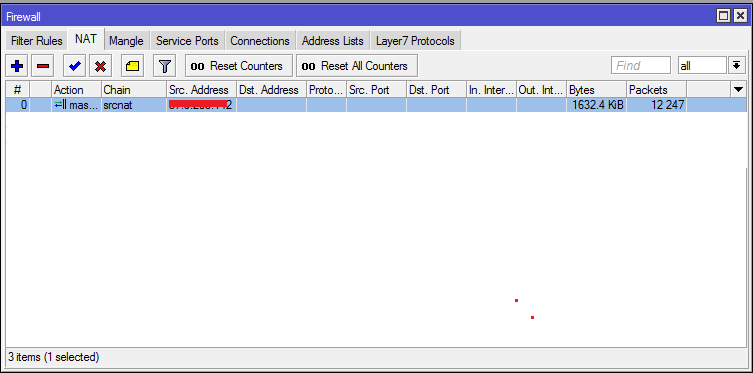 Firewall
Filter Rules NAT Mangle Service Ports Connections Address Lists Layer7 Protocols
00 Reset Counters 00 Reset All Counters Find all
# Action Chain Src. Address Dst. Address Proto... Src. Port Dst. Port In. Inter... Out. Int... Bytes Packets
0 mas... srcnat 1632.4 KiB 12 247
3 items (1 selected)